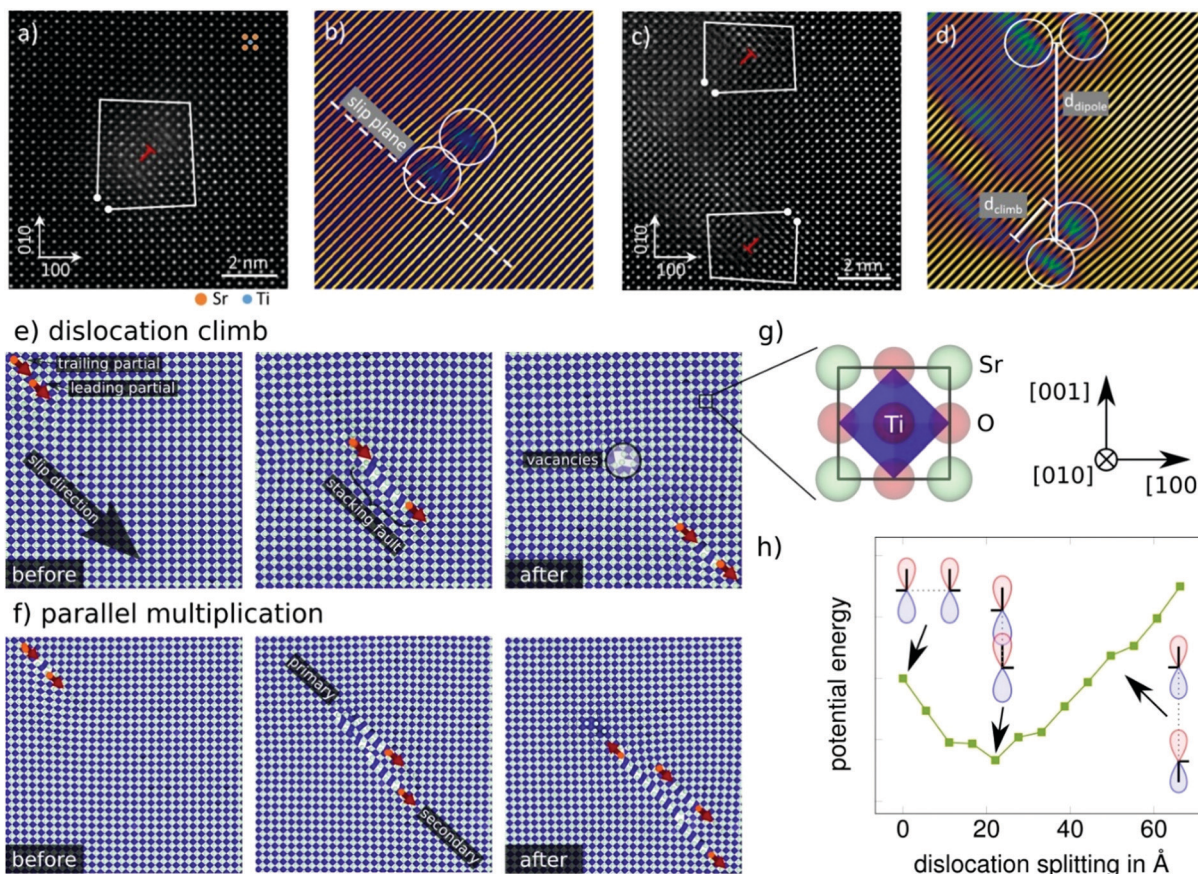 a)
010
100
2 nm
Sr
Ti
b)
slip plane
c)
010
100
2 nm
d)
d_dipole
d_climb
e) dislocation climb
trailing partial
leading partial
slip direction
before
stacking fault
vacancies
after
g)
Sr
Ti
O
[001]
[010]
[100]
f) parallel multiplication
before
primary
secondary
after
h)
potential energy
0 20 40 60
dislocation splitting in Å